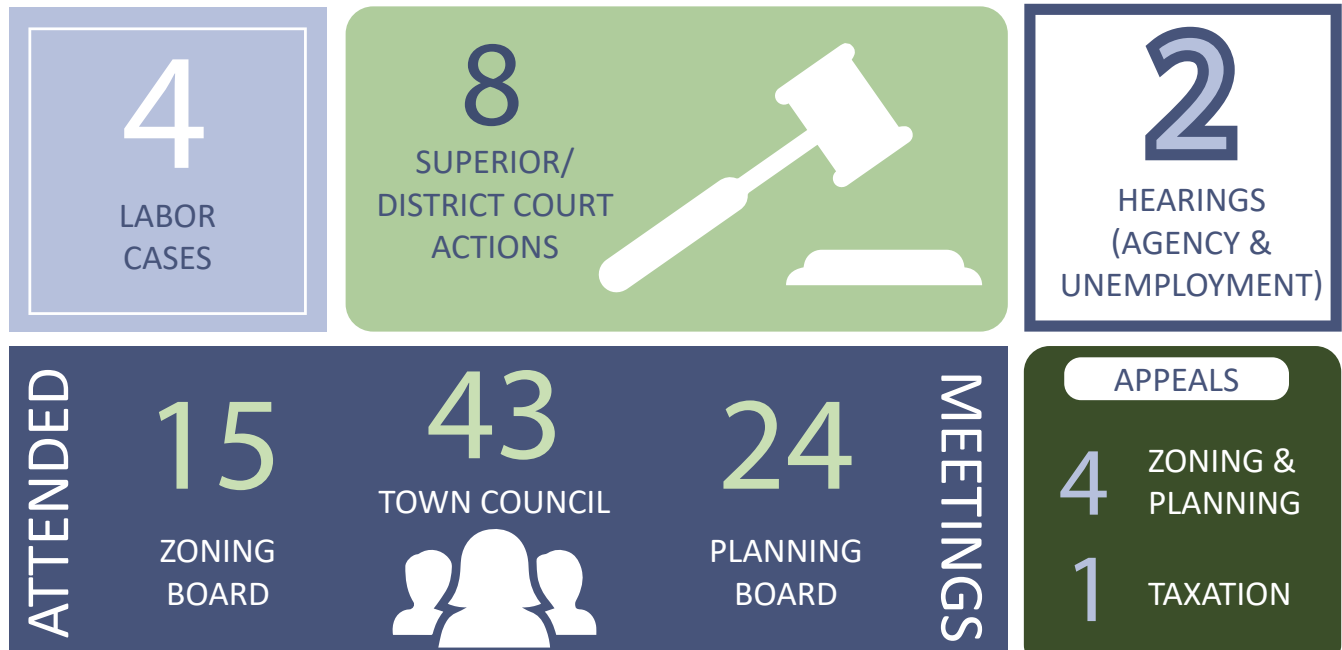 4
LABOR
CASES
8
SUPERIOR/
DISTRICT COURT
ACTIONS
2
HEARINGS
(AGENCY &
UNEMPLOYMENT)
ATTENDED
15
ZONING
BOARD
43
TOWN COUNCIL
24
PLANNING
BOARD
MEETINGS
APPEALS
4 ZONING &
PLANNING
1 TAXATION